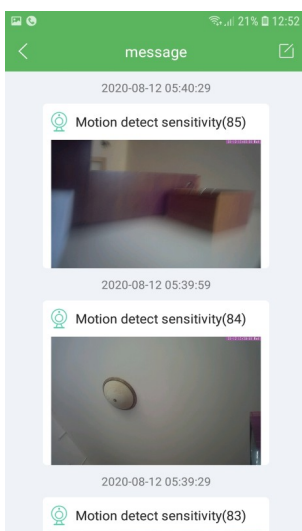 21% 12:52
message
2020-08-12 05:40:29
Motion detect sensitivity(85)
2020-08-12 05:39:59
Motion detect sensitivity(84)
2020-08-12 05:39:29
Motion detect sensitivity(83)